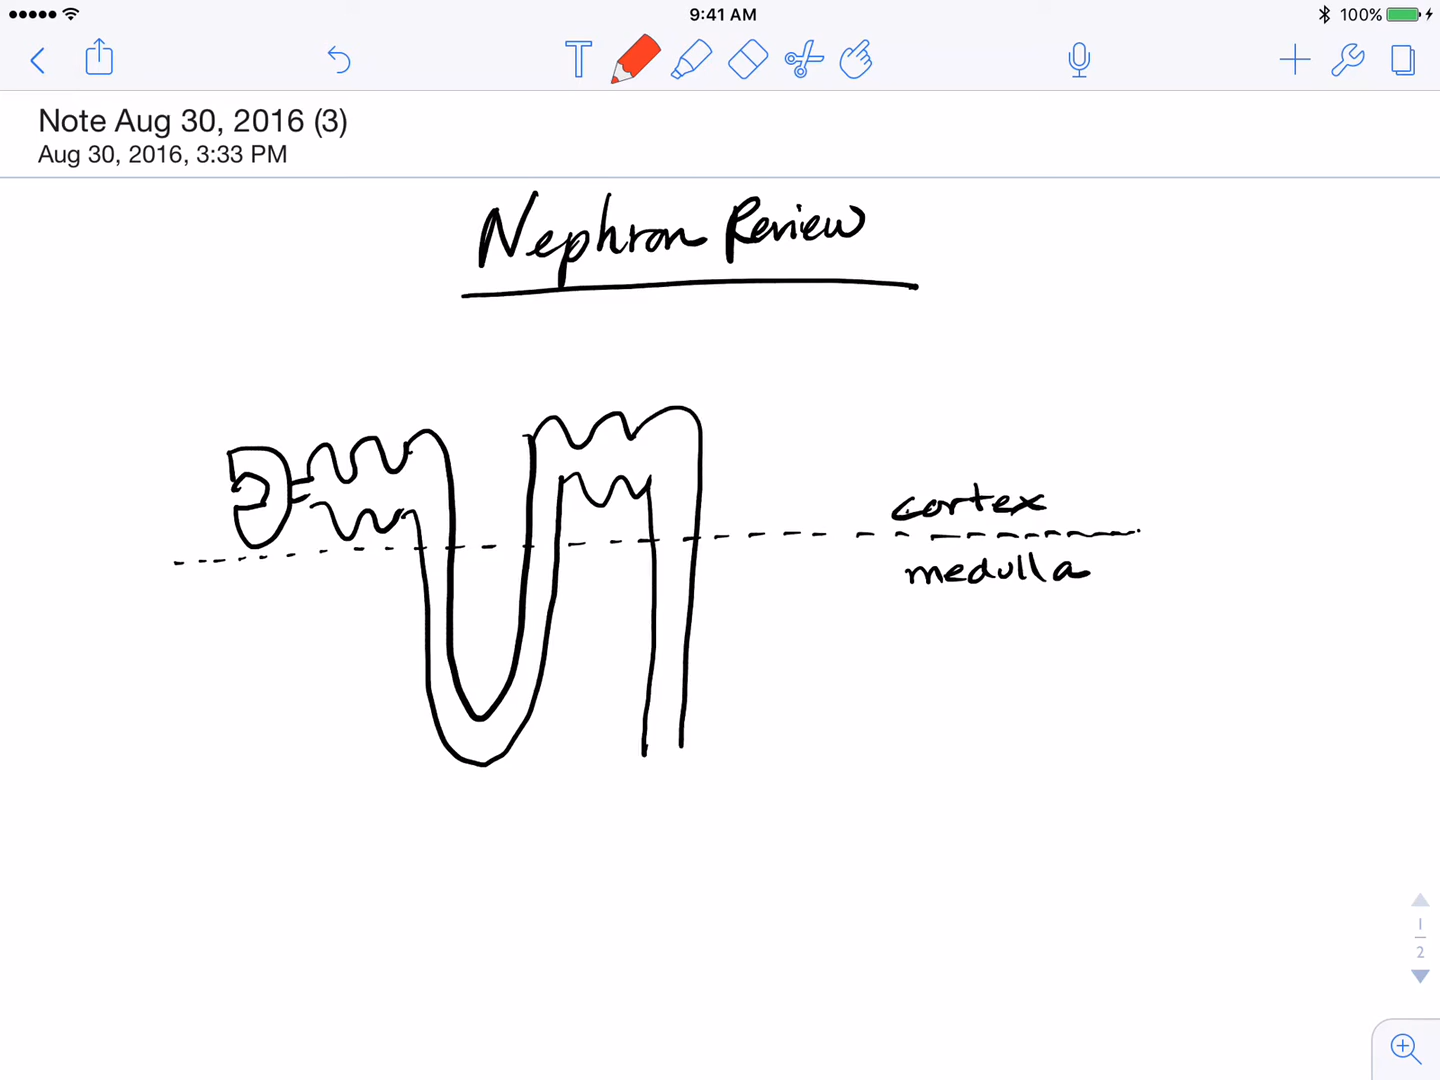 9:41 AM
100%
T
Note Aug 30, 2016 (3)
Aug 30, 2016, 3:33 PM
Nephron Review
cortex
medulla
1
2